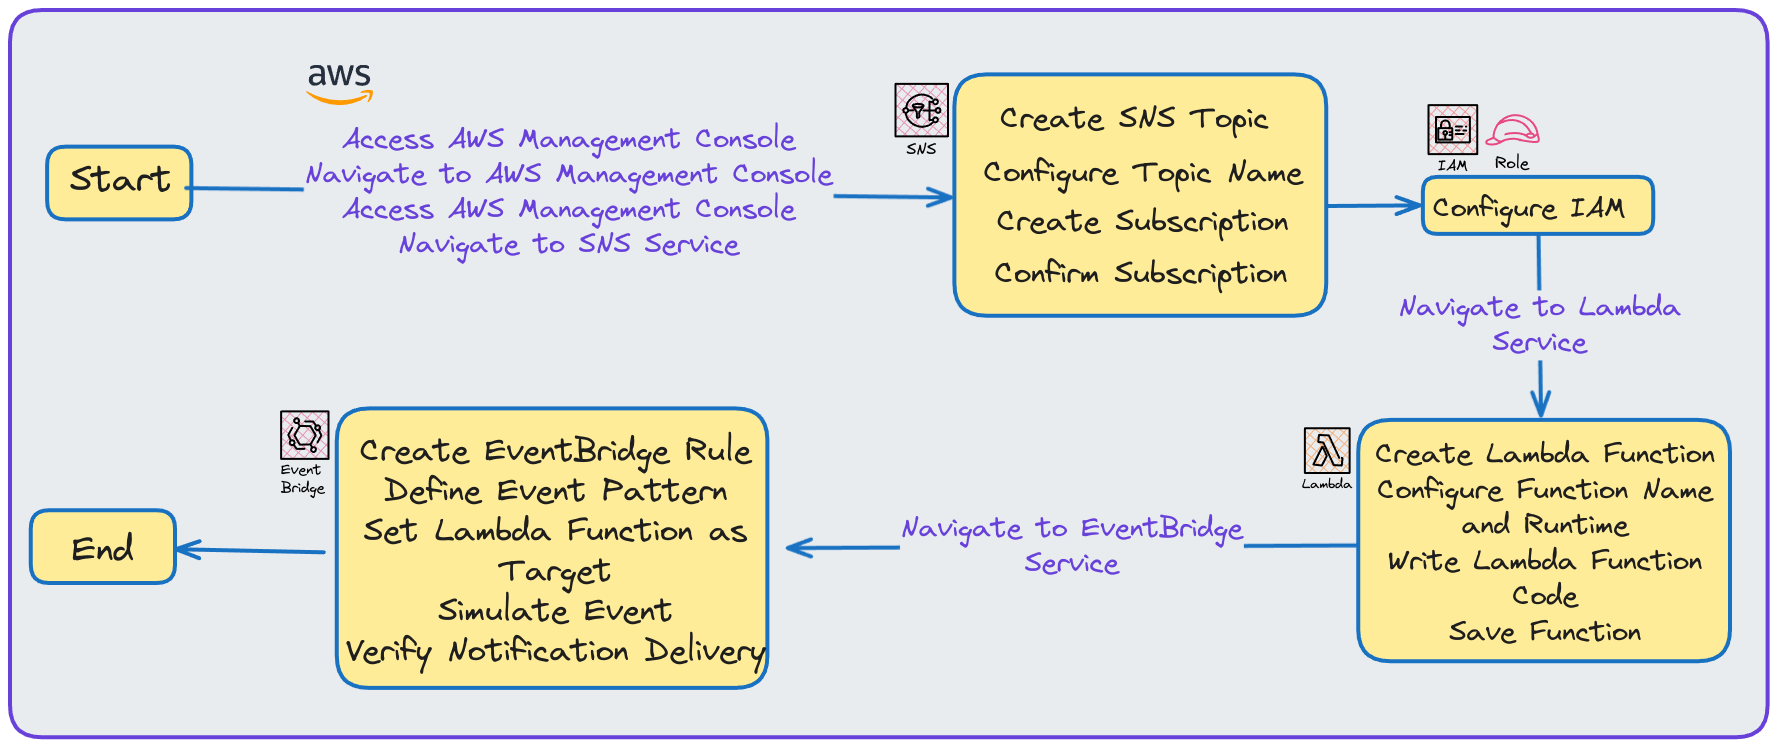 aws
Start
Access AWS Management Console
Navigate to AWS Management Console
Access AWS Management Console
Navigate to SNS Service
SNS
Create SNS Topic
Configure Topic Name
Create Subscription
Confirm Subscription
IAM
Role
Configure IAM
Navigate to Lambda
Service
Lambda
Create Lambda Function
Configure Function Name
and Runtime
Write Lambda Function
Code
Save Function
Navigate to EventBridge
Service
Event
Bridge
Create EventBridge Rule
Define Event Pattern
Set Lambda Function as
Target
Simulate Event
Verify Notification Delivery
End